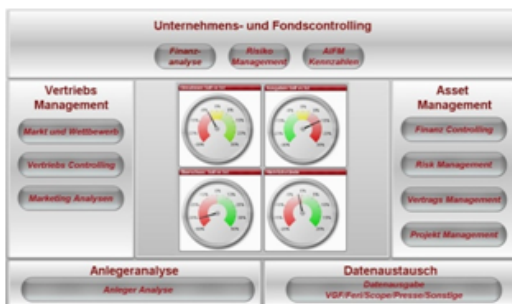 Unternehmens- und Fondscontrolling
Finanz-
analyse
Risiko
Management
AIFM
Kennzahlen
Vertriebs
Management
Markt und Wettbewerb
Vertriebs Controlling
Marketing Analysen
Asset
Management
Finanz Controlling
Risk Management
Vertrags Management
Projekt Management
Anlegeranalyse
Anleger Analyse
Datenaustausch
Datenausgabe
VGF/Feri/Scope/Presse/Sonstige